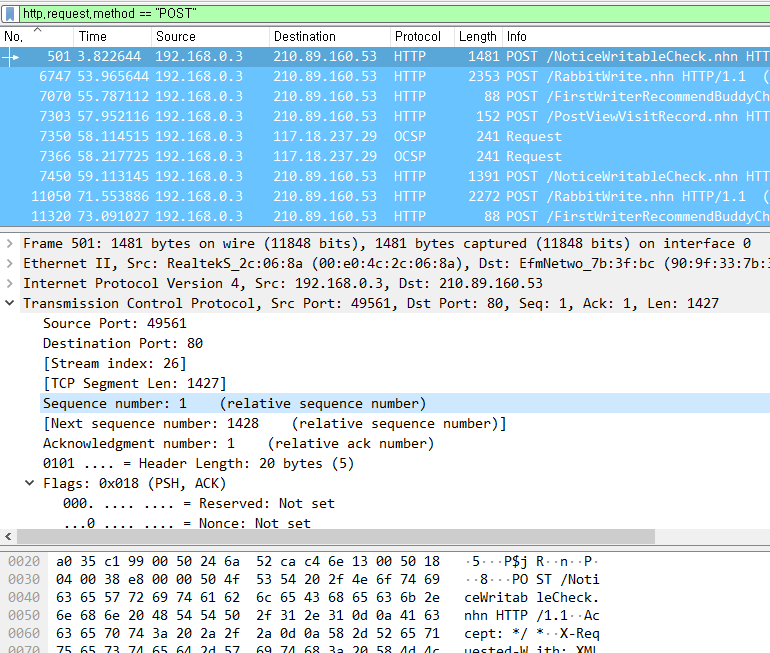 http.request.method == "POST"
No. Time Source Destination Protocol Length Info
501 3.822644 192.168.0.3 210.89.160.53 HTTP 1481 POST /NoticeWritableCheck.nhn HTT
6747 53.965644 192.168.0.3 210.89.160.53 HTTP 2353 POST /RabbitWrite.nhn HTTP/1.1 (
7070 55.787112 192.168.0.3 210.89.160.53 HTTP 88 POST /FirstWriterRecommendBuddyCh
7303 57.952116 192.168.0.3 210.89.160.53 HTTP 152 POST /PostViewVisitRecord.nhn HTT
7350 58.114515 192.168.0.3 117.18.237.29 OCSP 241 Request
7366 58.217725 192.168.0.3 117.18.237.29 OCSP 241 Request
7450 59.113145 192.168.0.3 210.89.160.53 HTTP 1391 POST /NoticeWritableCheck.nhn HTT
11050 71.553886 192.168.0.3 210.89.160.53 HTTP 2272 POST /RabbitWrite.nhn HTTP/1.1 (
11320 73.091027 192.168.0.3 210.89.160.53 HTTP 88 POST /FirstWriterRecommendBuddyCh
Frame 501: 1481 bytes on wire (11848 bits), 1481 bytes captured (11848 bits) on interface 0
Ethernet II, Src: RealtekS_2c:06:8a (00:e0:4c:2c:06:8a), Dst: EfmNetwo_7b:3f:bc (90:9f:33:7b:3
Internet Protocol Version 4, Src: 192.168.0.3, Dst: 210.89.160.53
Transmission Control Protocol, Src Port: 49561, Dst Port: 80, Seq: 1, Ack: 1, Len: 1427
Source Port: 49561
Destination Port: 80
[Stream index: 26]
[TCP Segment Len: 1427]
Sequence number: 1 (relative sequence number)
[Next sequence number: 1428 (relative sequence number)]
Acknowledgment number: 1 (relative ack number)
0101 .... = Header Length: 20 bytes (5)
Flags: 0x018 (PSH, ACK)
000. .... .... = Reserved: Not set
...0 .... .... = Nonce: Not set
0020 a0 35 c1 99 00 50 24 6a 52 ca c4 6e 13 00 50 18 ·5···P$j R··n··P·
0030 04 00 38 e8 00 00 50 4f 53 54 20 2f 4e 6f 74 69 ··8···PO ST /Noti
0040 63 65 57 72 69 74 61 62 6c 65 43 68 65 63 6b 2e ceWritab leCheck.
0050 6e 68 6e 20 48 54 54 50 2f 31 2e 31 0d 0a 41 63 nhn HTTP /1.1··Ac
0060 63 65 70 74 3a 20 2a 2f 2a 0d 0a 58 2d 52 65 71 cept: */ *··X-Req
75 65 73 74 65 64 2d 57 69 74 68 3a 20 58 4d 4c uested-W ith: XML